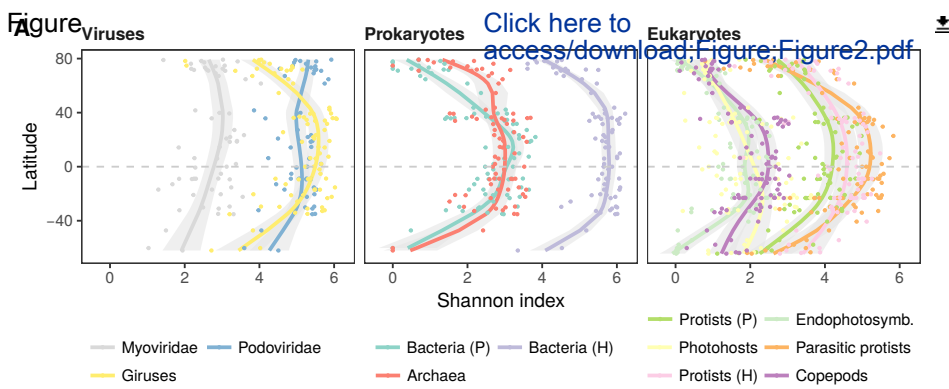 Figure
A
Click here to
access/download;Figure;Figure2.pdf
Viruses
Prokaryotes
Eukaryotes
Latitude
80
40
0
−40
0 2 4 6
0 2 4 6
0 2 4 6
Shannon index
Myoviridae
Podoviridae
Giruses
Bacteria (P)
Bacteria (H)
Archaea
Protists (P)
Endophotosymb.
Photohosts
Parasitic protists
Protists (H)
Copepods